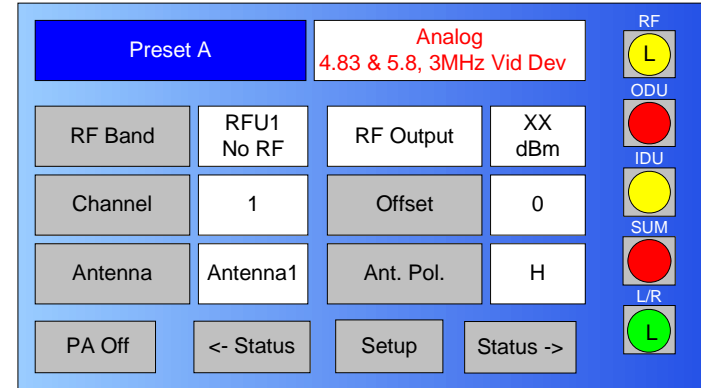 Preset A
Analog
4.83 & 5.8, 3MHz Vid Dev
RF
L
ODU
RF Band
RFU1
No RF
RF Output
XX
dBm
IDU
Channel
1
Offset
0
SUM
Antenna
Antenna1
Ant. Pol.
H
L/R
L
PA Off
<- Status
Setup
Status ->